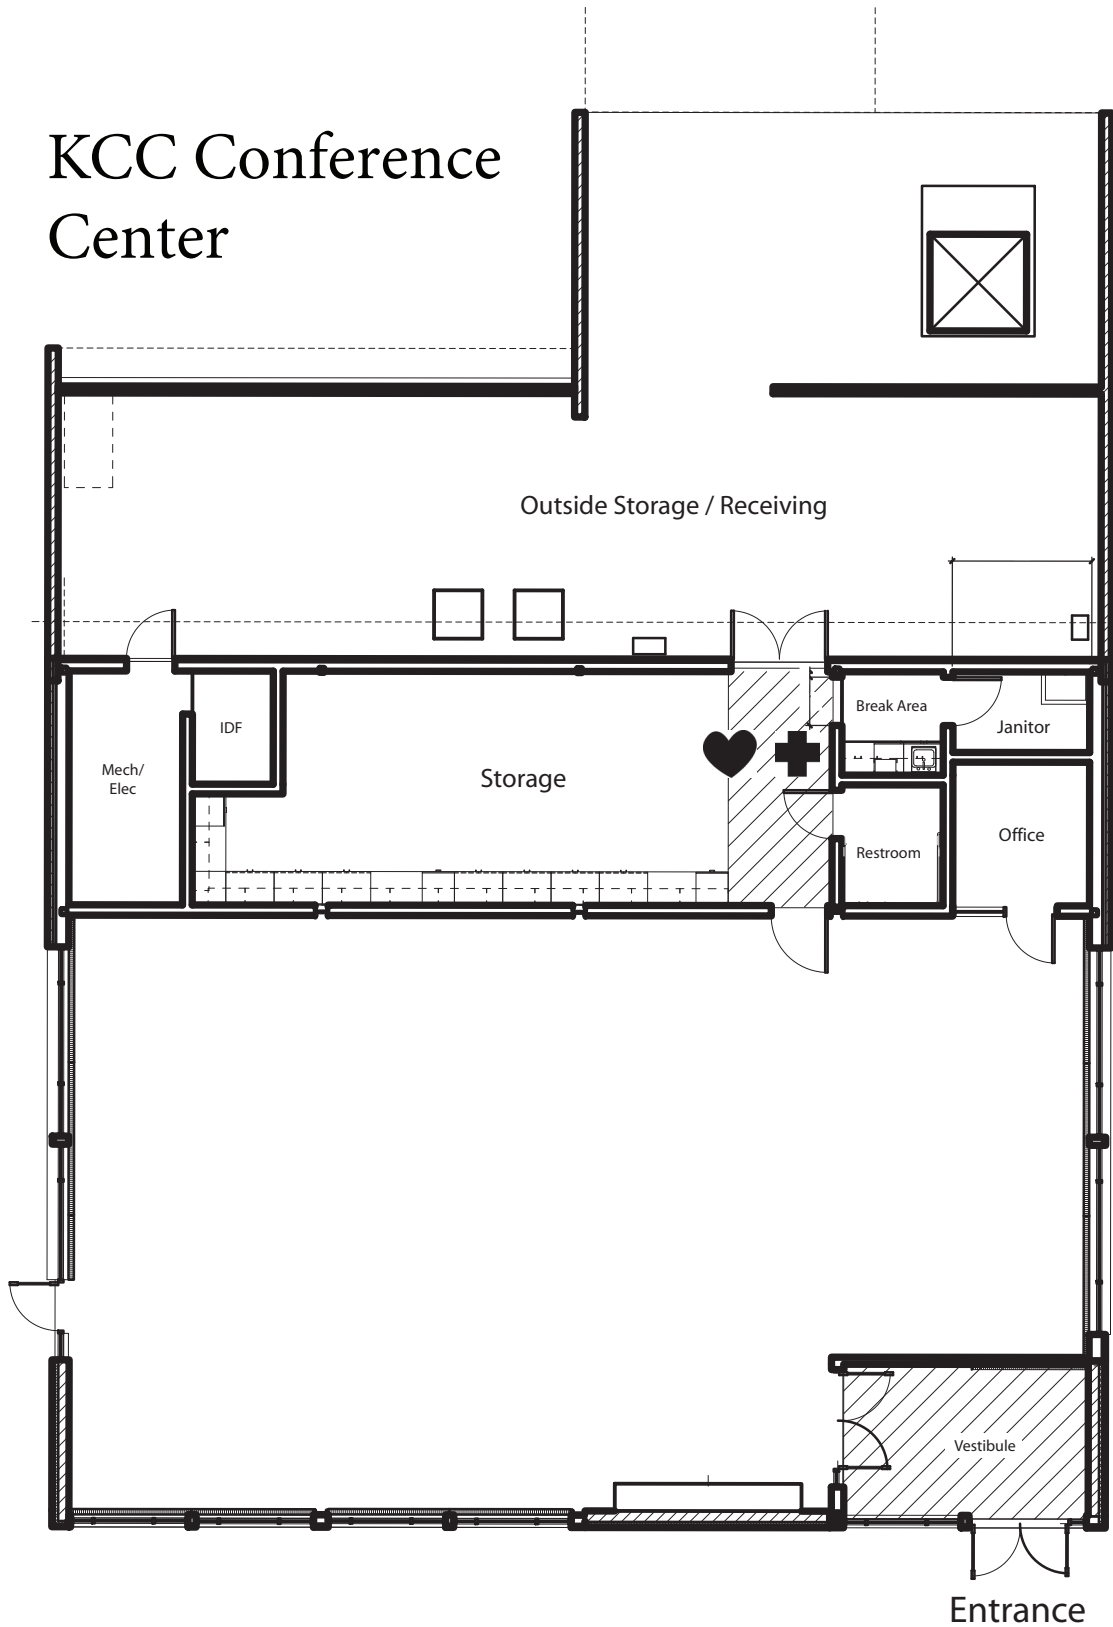 KCC Conference
Center
Outside Storage / Receiving
Break Area
IDF
Janitor
Mech/
Elec
Storage
Office
Restroom
Vestibule
Entrance